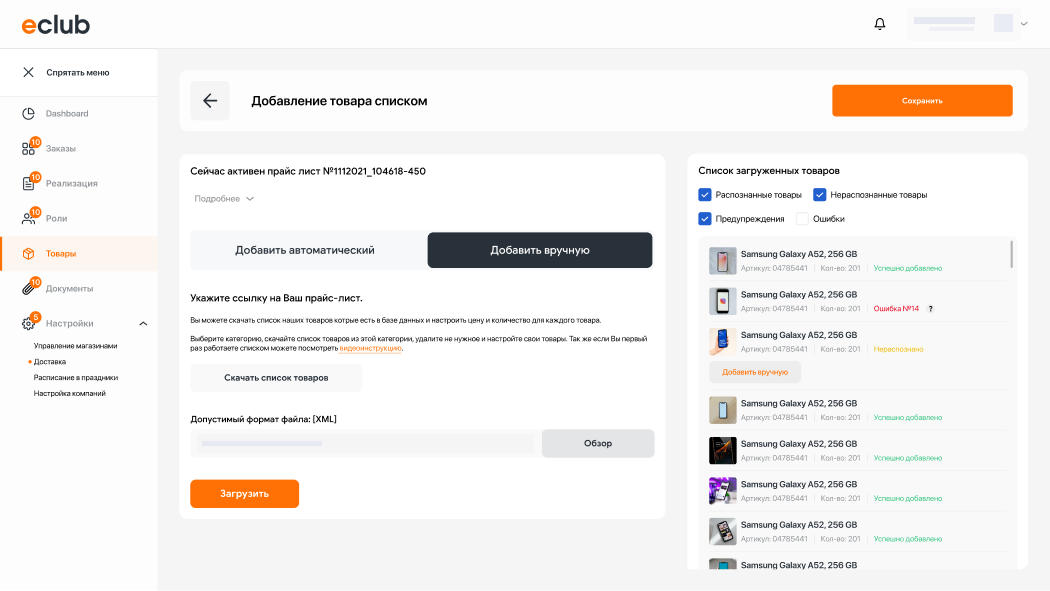 eclub
Спрятать меню
Dashboard
10
Заказы
10
Реализация
10
Роли
Товары
10
Документы
5
Настройки
Управление магазинами
Доставка
Расписание в праздники
Настройка компаний
Добавление товара списком
Сохранить
Сейчас активен прайс лист №1112021_104618-450
Подробнее
Добавить автоматический
Добавить вручную
Укажите ссылку на Ваш прайс-лист.
Вы можете скачать список наших товаров котрые есть в базе данных и настроить цену и количество для каждого товара.
Выберите категорию, скачайте список товаров из этой категории, удалите не нужное и настройте свои товары. Так же если Вы первый
раз работаете списком можете посмотреть видеоинструкцию.
Скачать список товаров
Допустимый формат файла: [XML]
Обзор
Загрузить
Список загруженных товаров
Распознанные товары
Нераспознанные товары
Предупреждения
Ошибки
Samsung Galaxy A52, 256 GB
Артикул: 04785441 Кол-во: 201 Успешно добавлено
Samsung Galaxy A52, 256 GB
Артикул: 04785441 Кол-во: 201 Ошибка №14 ?
Samsung Galaxy A52, 256 GB
Артикул: 04785441 Кол-во: 201 Нераспознано
Добавить вручную
Samsung Galaxy A52, 256 GB
Артикул: 04785441 Кол-во: 201 Успешно добавлено
Samsung Galaxy A52, 256 GB
Артикул: 04785441 Кол-во: 201 Успешно добавлено
Samsung Galaxy A52, 256 GB
Артикул: 04785441 Кол-во: 201 Успешно добавлено
Samsung Galaxy A52, 256 GB
Артикул: 04785441 Кол-во: 201 Успешно добавлено
Samsung Galaxy A52, 256 GB